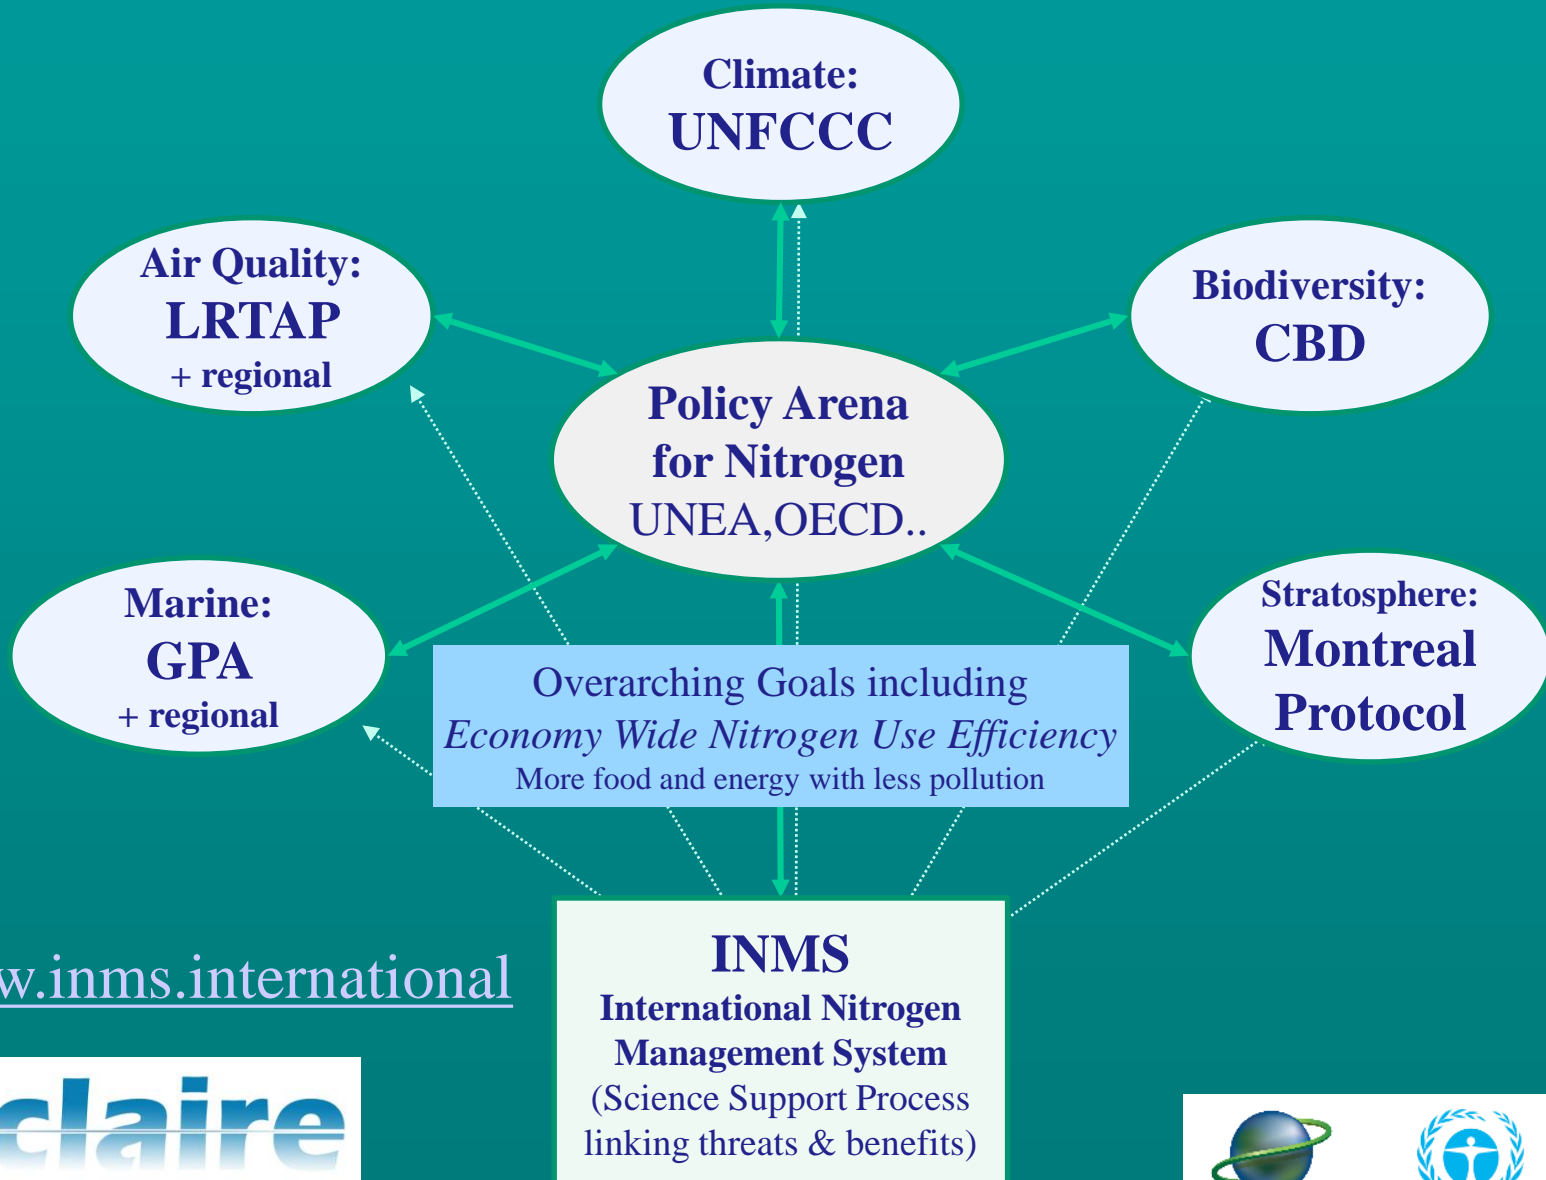 Climate:
UNFCCC
Air Quality:
LRTAP
+ regional
Biodiversity:
CBD
Policy Arena
for Nitrogen
UNEA,OECD..
Marine:
GPA
+ regional
Stratosphere:
Montreal
Protocol
Overarching Goals including
Economy Wide Nitrogen Use Efficiency
More food and energy with less pollution
INMS
International Nitrogen
Management System
(Science Support Process
linking threats & benefits)
w.inms.international
claire